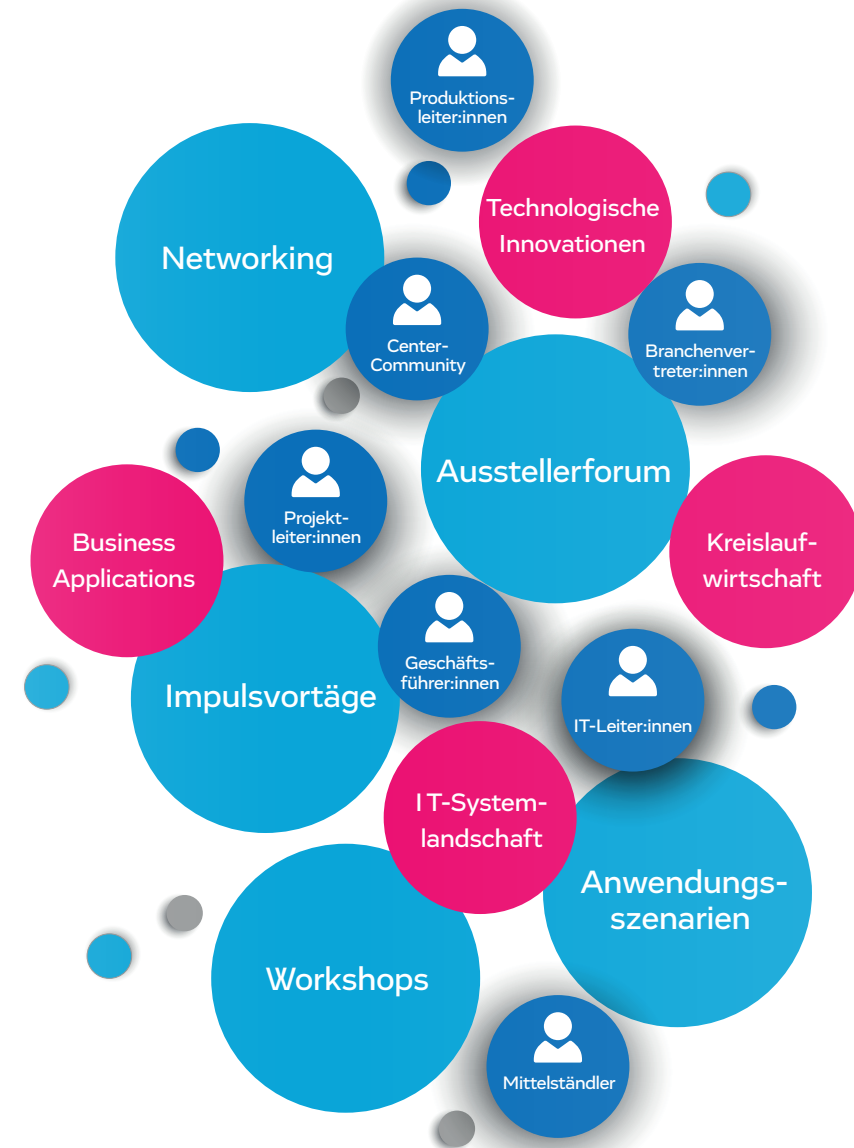 Produktions-
leiter:innen
Technologische
Innovationen
Networking
Center-
Community
Branchenver-
treter:innen
Ausstellerforum
Projekt-
leiter:innen
Business
Applications
Kreislauf-
wirtschaft
Geschäfts-
führer:innen
Impulsvortäge
IT-Leiter:innen
IT-System-
landschaft
Anwendungs-
szenarien
Workshops
Mittelständler